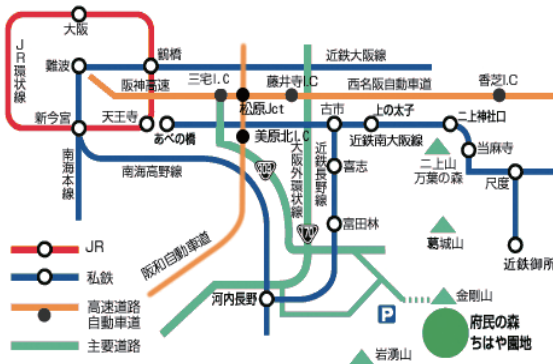 大阪
JR環状線
鶴橋
近鉄大阪線
難波
阪神高速
三宅I.C
藤井寺I.C
西名阪自動車道
香芝I.C
松原Jct
新今宮
天王寺
あべの橋
古市
上の太子
二上神社口
美原北I.C
近鉄南大阪線
当麻寺
南海本線
南海高野線
309
大阪外環状線
近鉄長野線
喜志
二上山
万葉の森
尺度
富田林
170
葛城山
JR
私鉄
高速道路
自動車道
主要道路
阪和自動車道
近鉄御所
河内長野
金剛山
P
府民の森
ちはや園地
岩湧山